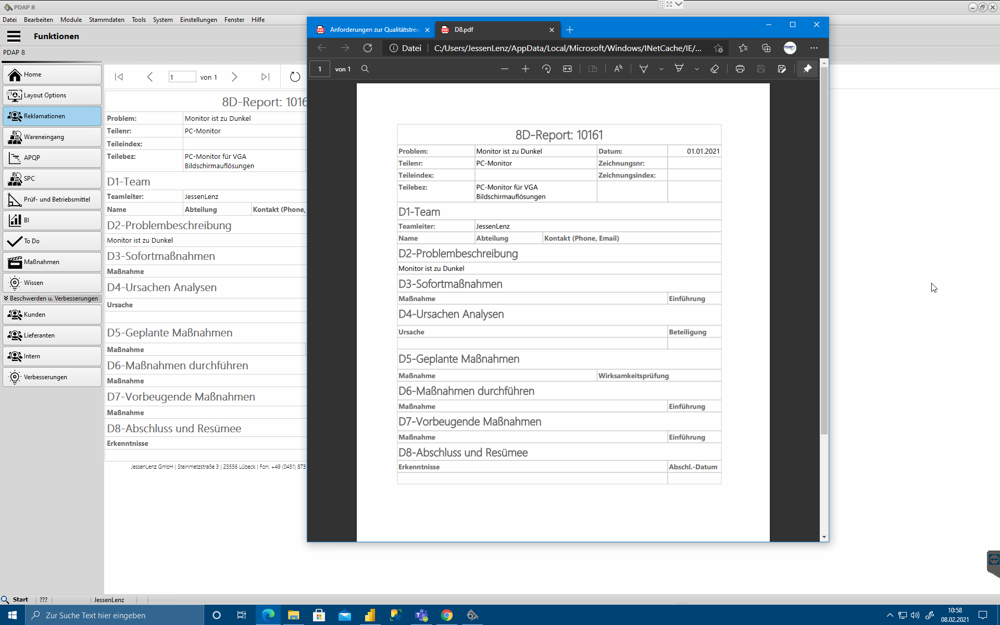 PDAP 8
Datei Bearbeiten Module Stammdaten Tools System Einstellungen Fenster Hilfe
Funktionen
PDAP 8
Home
Layout Options
Reklamationen
Wareneingang
APQP
SPC
Prüf- und Betriebsmittel
BI
To Do
Maßnahmen
Wissen
Beschwerden u. Verbesserungen
Kunden
Lieferanten
Intern
Verbesserungen
1 von 1
8D-Report: 1016
Problem: Monitor ist zu Dunkel
Teilenr: PC-Monitor
Teileindex:
Teilebez: PC-Monitor für VGA
Bildschirmauflösungen
D1-Team
Teamleiter: JessenLenz
Name Abteilung Kontakt (Phone,
D2-Problembeschreibung
Monitor ist zu Dunkel
D3-Sofortmaßnahmen
Maßnahme
D4-Ursachen Analysen
Ursache
D5-Geplante Maßnahmen
Maßnahme
D6-Maßnahmen durchführen
Maßnahme
D7-Vorbeugende Maßnahmen
Maßnahme
D8-Abschluss und Resümee
Erkenntnisse
JessenLenz GmbH | Steinmetzstraße 3 | 23556 Lübeck | Fon: +49 (0451) 873
Anforderungen zur Qualitätstreu
D8.pdf
Datei C:/Users/JessenLenz/AppData/Local/Microsoft/Windows/INetCache/IE/...
1 von 1
8D-Report: 10161
Problem: Monitor ist zu Dunkel Datum: 01.01.2021
Teilenr: PC-Monitor Zeichnungsnr:
Teileindex: Zeichnungsindex:
Teilebez: PC-Monitor für VGA
Bildschirmauflösungen
D1-Team
Teamleiter: JessenLenz
Name Abteilung Kontakt (Phone, Email)
D2-Problembeschreibung
Monitor ist zu Dunkel
D3-Sofortmaßnahmen
Maßnahme Einführung
D4-Ursachen Analysen
Ursache Beteiligung
D5-Geplante Maßnahmen
Maßnahme Wirksamkeitsprüfung
D6-Maßnahmen durchführen
Maßnahme Einführung
D7-Vorbeugende Maßnahmen
Maßnahme Einführung
D8-Abschluss und Resümee
Erkenntnisse Abschl.-Datum
Start ??? JessenLenz
Zur Suche Text hier eingeben
10:58
08.02.2021